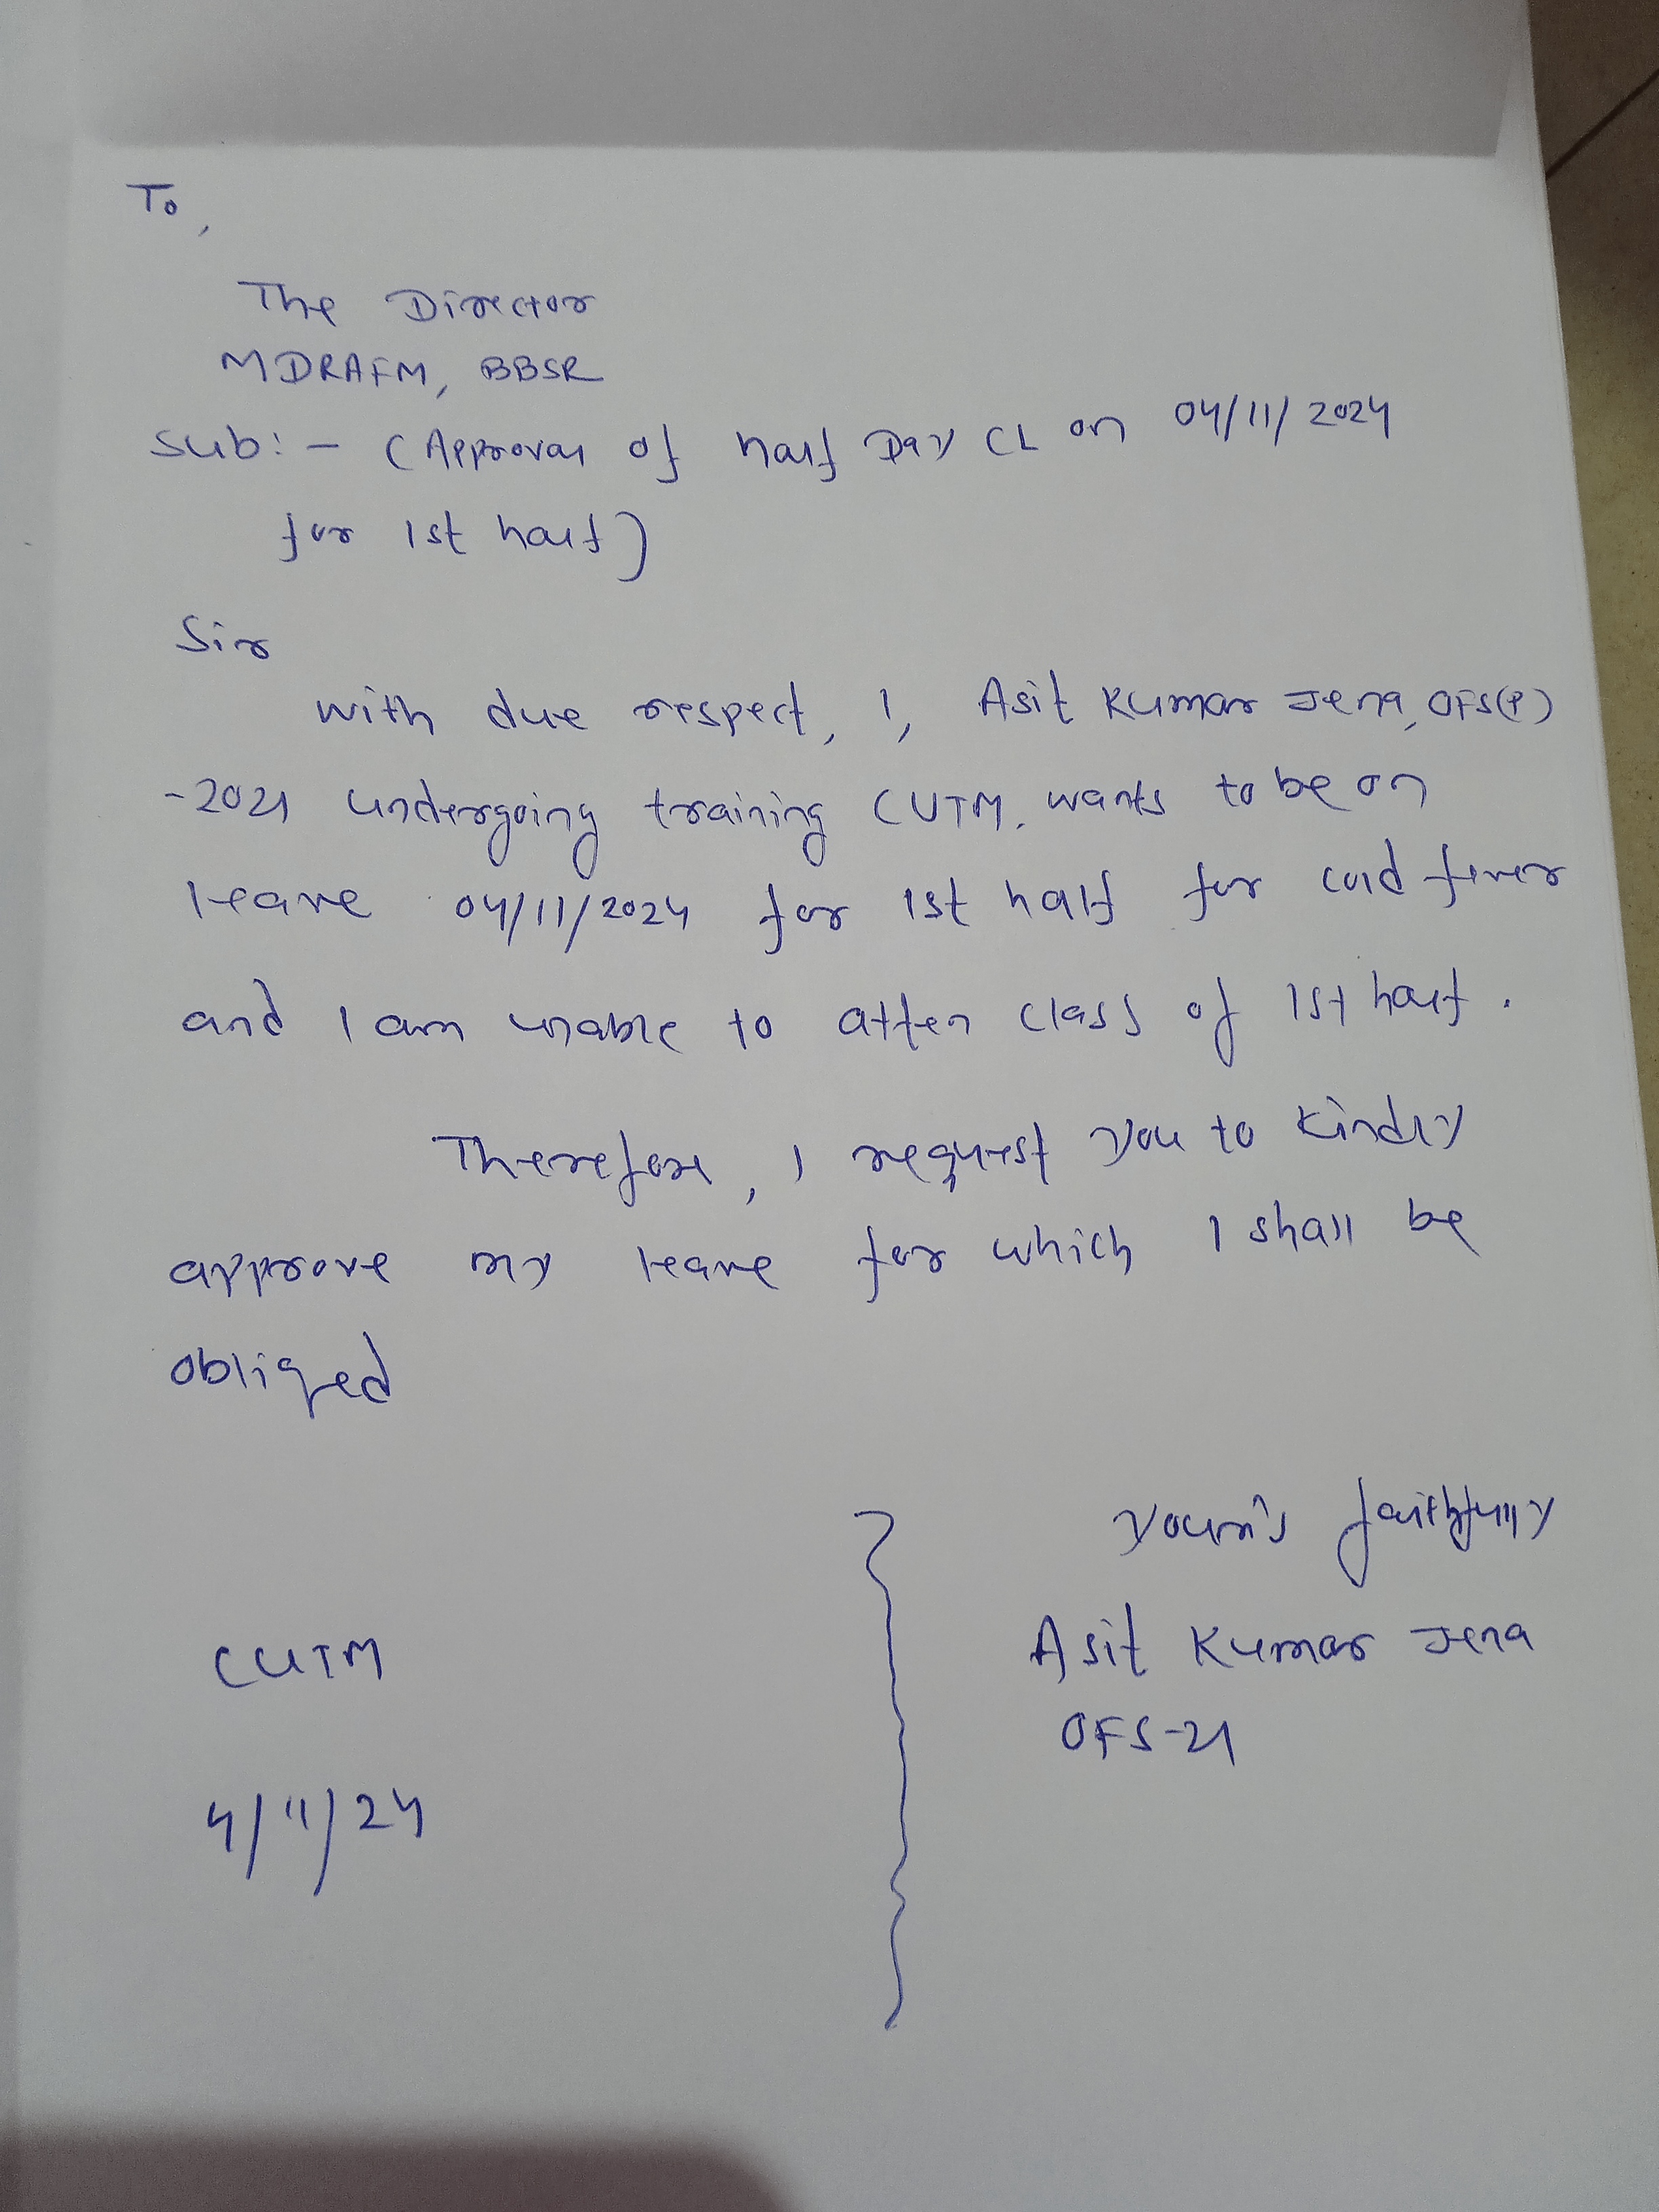 To,
The Director
MDRAFM, BBSR
Sub:- (Approval of half Day CL on 04/11/2024
for 1st half)
Sir
with due respect, I, Asit Kumar Jena, OFS(P)
-2021 undergoing training CUTM. wants to be on
leave 04/11/2024 for 1st half for cold fever
and I am unable to atten class of 1st half.
Therefore, I request you to kindly
approve my leave for which I shall be
obliged
Your's faithfully
Asit Kumar Jena
OFS-21
CUTM
4/11/24